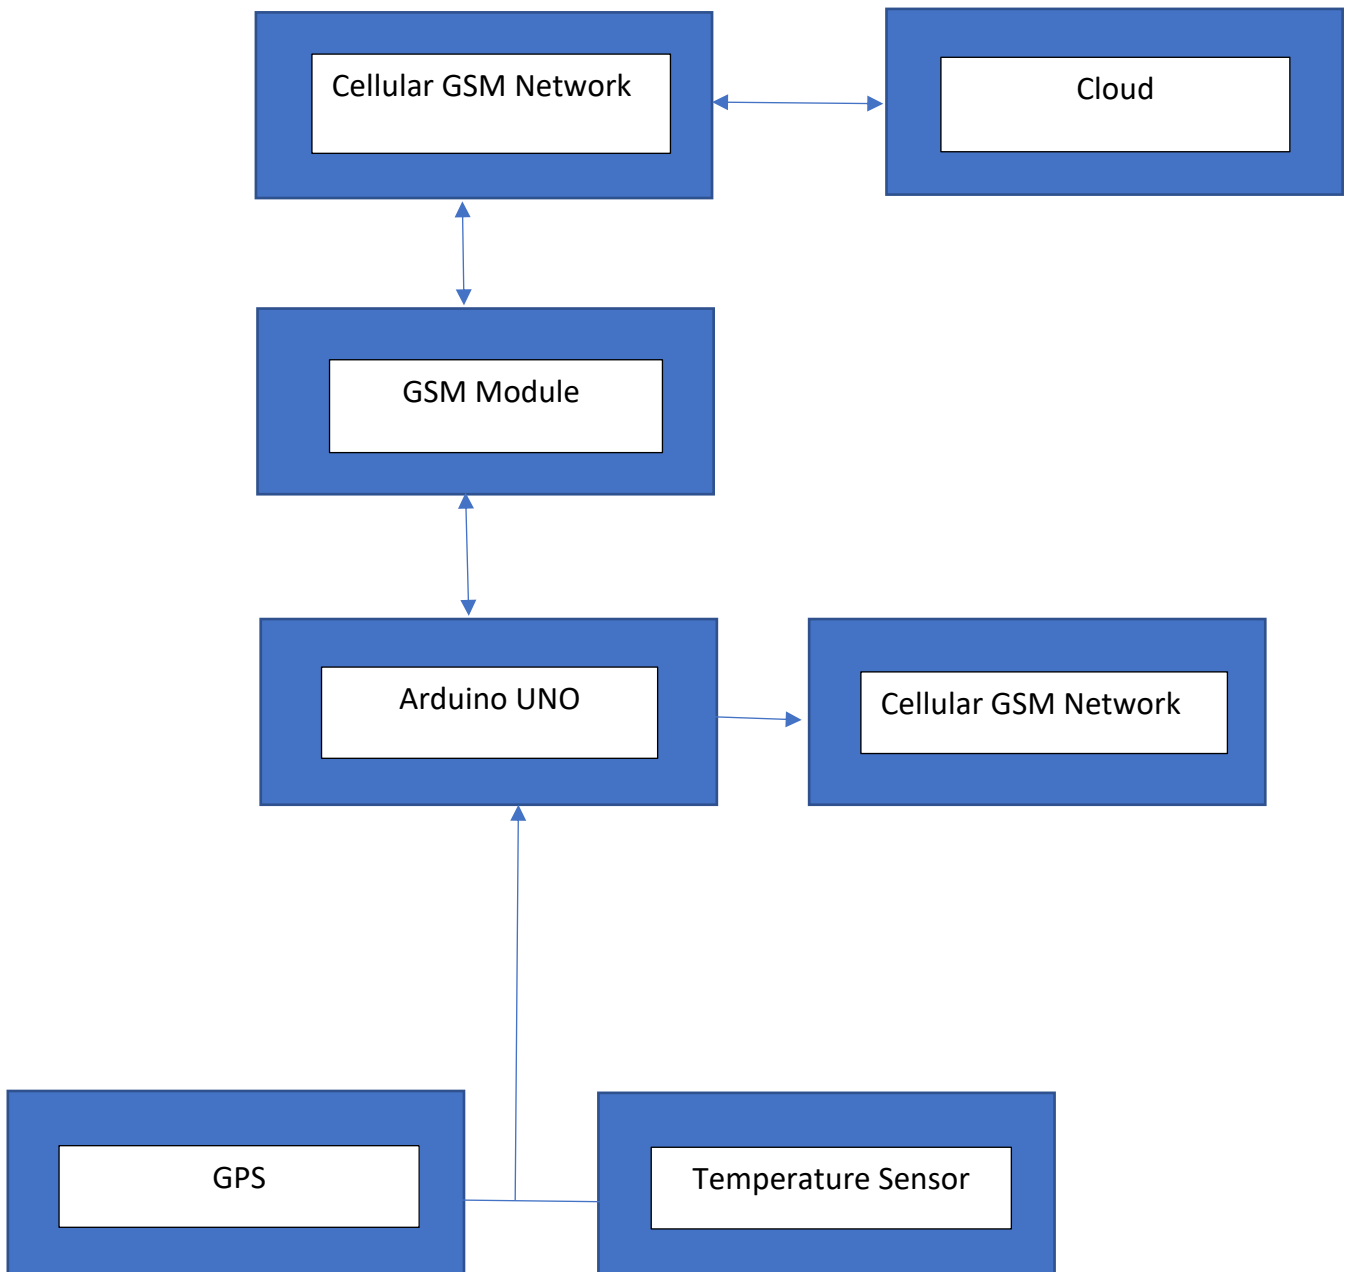 Cellular GSM Network
Cloud
GSM Module
Arduino UNO
Cellular GSM Network
GPS
Temperature Sensor